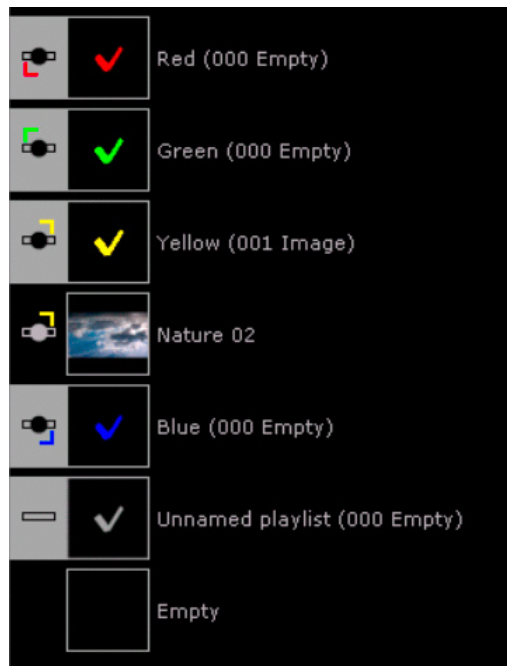 Red (000 Empty)
Green (000 Empty)
Yellow (001 Image)
Nature 02
Blue (000 Empty)
Unnamed playlist (000 Empty)
Empty